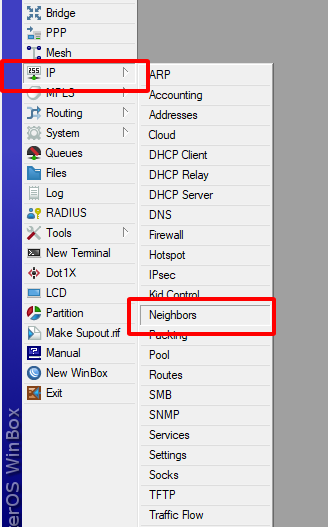 Bridge
PPP
Mesh
IP
MPLS
Routing
System
Queues
Files
Log
RADIUS
Tools
New Terminal
Dot1X
LCD
Partition
Make Supout.rif
Manual
New WinBox
Exit
ARP
Accounting
Addresses
Cloud
DHCP Client
DHCP Relay
DHCP Server
DNS
Firewall
Hotspot
IPsec
Kid Control
Neighbors
Packing
Pool
Routes
SMB
SNMP
Services
Settings
Socks
TFTP
Traffic Flow
erOS WinBox
255